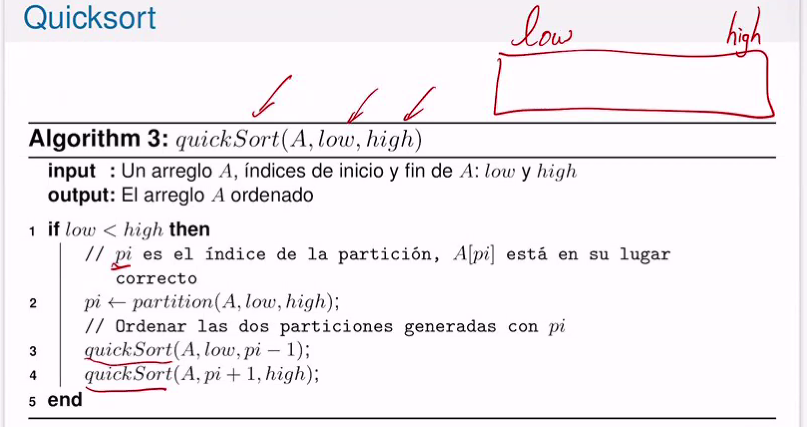 Quicksort
low high
Algorithm 3: quickSort(A, low, high)
input : Un arreglo A, índices de inicio y fin de A: low y high
output: El arreglo A ordenado
1 if low < high then
// pi es el índice de la partición, A[pi] está en su lugar
correcto
2 pi ← partition(A, low, high);
// Ordenar las dos particiones generadas con pi
3 quickSort(A, low, pi − 1);
4 quickSort(A, pi + 1, high);
5 end